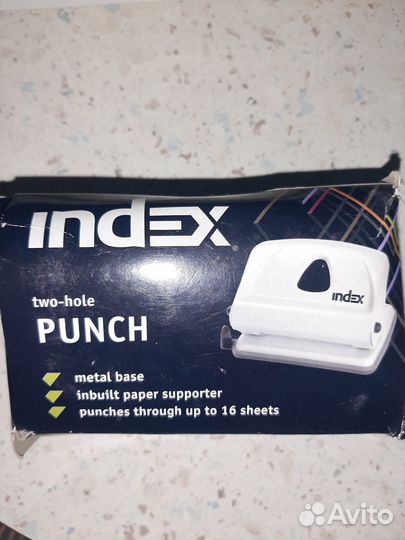 index
two-hole
PUNCH
index
metal base
inbuilt paper supporter
punches through up to 16 sheets
Avito